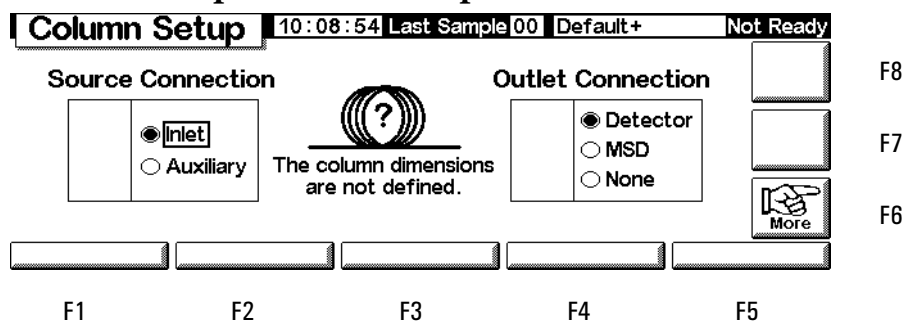 Column Setup 10:08:54 Last Sample 00 Default+ Not Ready
Source Connection
Inlet
Auxiliary
?
The column dimensions
are not defined.
Outlet Connection
Detector
MSD
None
More
F8
F7
F6
F1 F2 F3 F4 F5